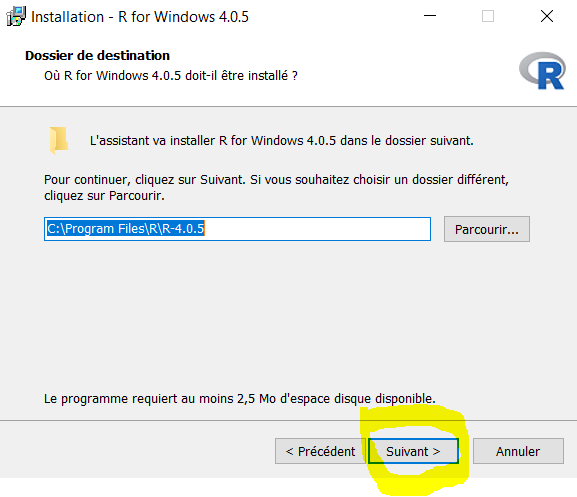 Installation - R for Windows 4.0.5
Dossier de destination
Où R for Windows 4.0.5 doit-il être installé ?
R
L'assistant va installer R for Windows 4.0.5 dans le dossier suivant.
Pour continuer, cliquez sur Suivant. Si vous souhaitez choisir un dossier différent,
cliquez sur Parcourir.
C:\Program Files\R\R-4.0.5
Parcourir...
Le programme requiert au moins 2,5 Mo d'espace disque disponible.
< Précédent
Suivant >
Annuler